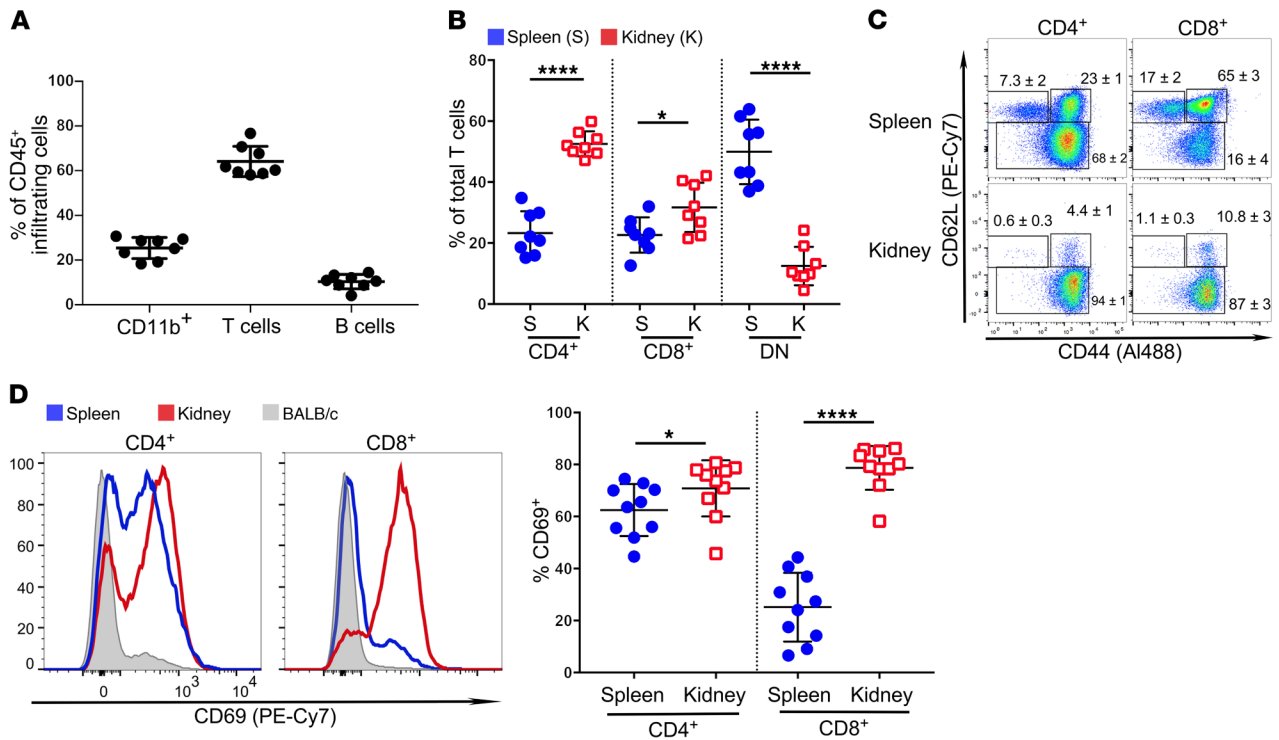 A
% of CD45+
infiltrating cells
100
80
60
40
20
0
CD11b+ T cells B cells
B
Spleen (S) Kidney (K)
% of total T cells
80
60
40
20
0
**** * ****
S K S K S K
CD4+ CD8+ DN
C
CD4+ CD8+
Spleen
7.3 ± 2 23 ± 1 17 ± 2 65 ± 3
68 ± 2 16 ± 4
Kidney
0.6 ± 0.3 4.4 ± 1 1.1 ± 0.3 10.8 ± 3
94 ± 1 87 ± 3
CD62L (PE-Cy7)
CD44 (Al488)
D
Spleen Kidney BALB/c
CD4+ CD8+
100
80
60
40
20
0
0 10³ 10⁴
CD69 (PE-Cy7)
% CD69+
100
80
60
40
20
0
* ****
Spleen Kidney Spleen Kidney
CD4+ CD8+